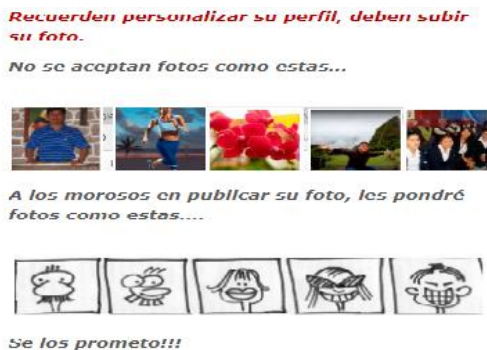 Recuerden personalizar su perfil, deben subir
su foto.
No se aceptan fotos como estas...
A los morosos en publicar su foto, les pondré
fotos como estas....
Se los prometo!!!